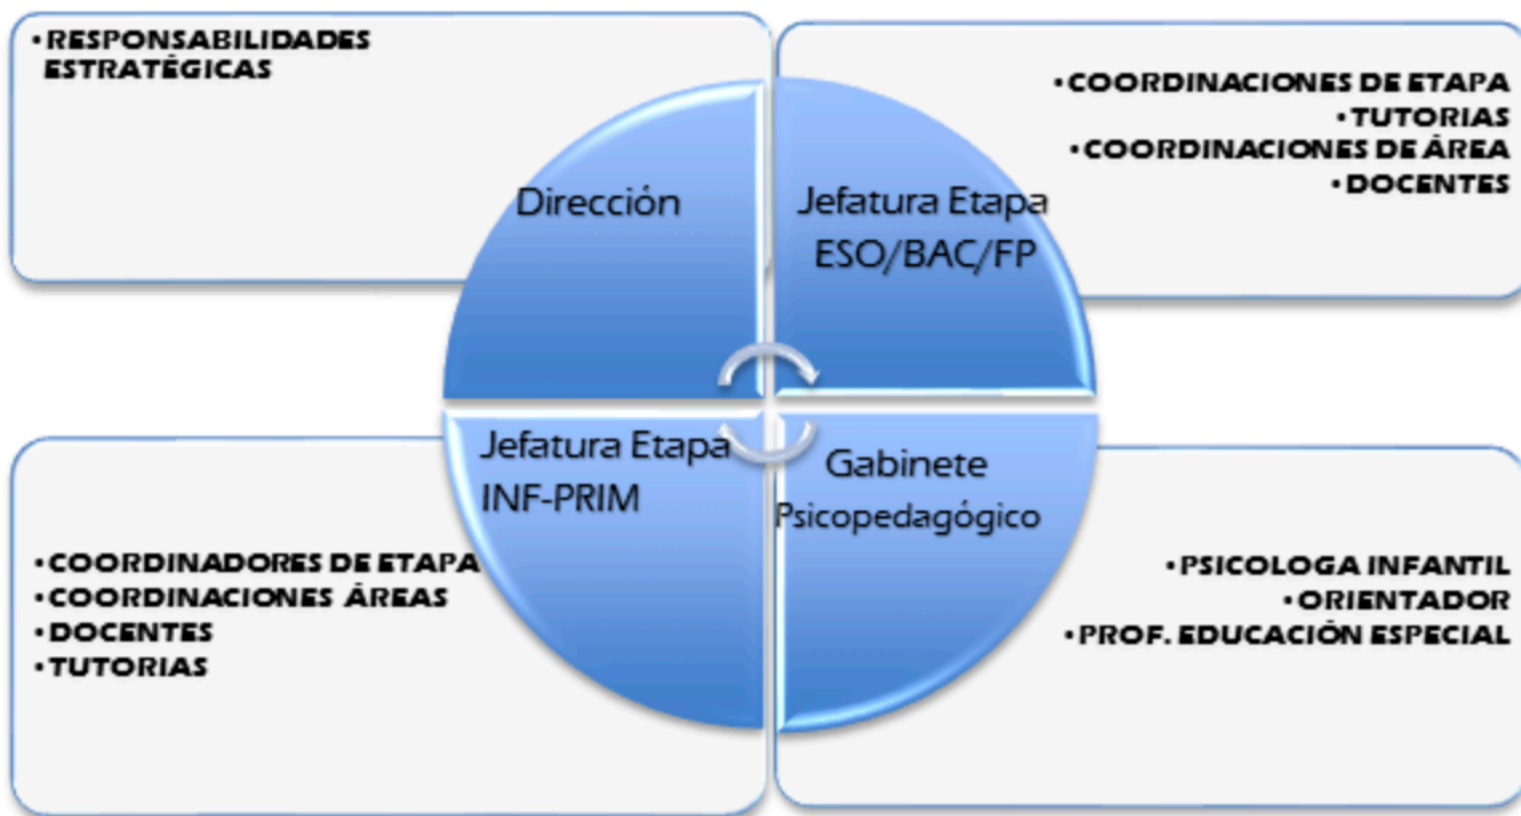 •RESPONSABILIDADES
ESTRATÉGICAS
•COORDINACIONES DE ETAPA
•TUTORIAS
•COORDINACIONES DE ÁREA
•DOCENTES
Dirección
Jefatura Etapa
ESO/BAC/FP
Jefatura Etapa
INF-PRIM
Gabinete
Psicopedagógico
•COORDINADORES DE ETAPA
•COORDINACIONES ÁREAS
•DOCENTES
•TUTORIAS
•PSICOLOGA INFANTIL
•ORIENTADOR
•PROF. EDUCACIÓN ESPECIAL